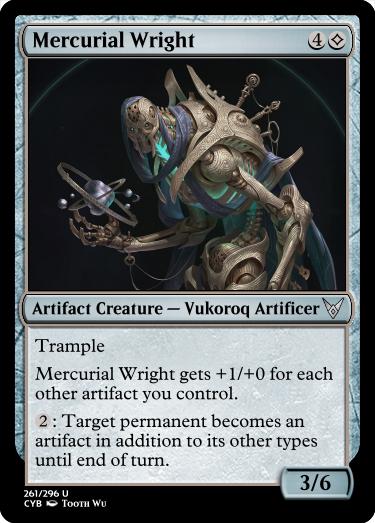 Mercurial Wright 4
Artifact Creature — Vukoroq Artificer
Trample
Mercurial Wright gets +1/+0 for each
other artifact you control.
2 : Target permanent becomes an
artifact in addition to its other types
until end of turn.
3/6
261/296 U
CYB Tooth Wu